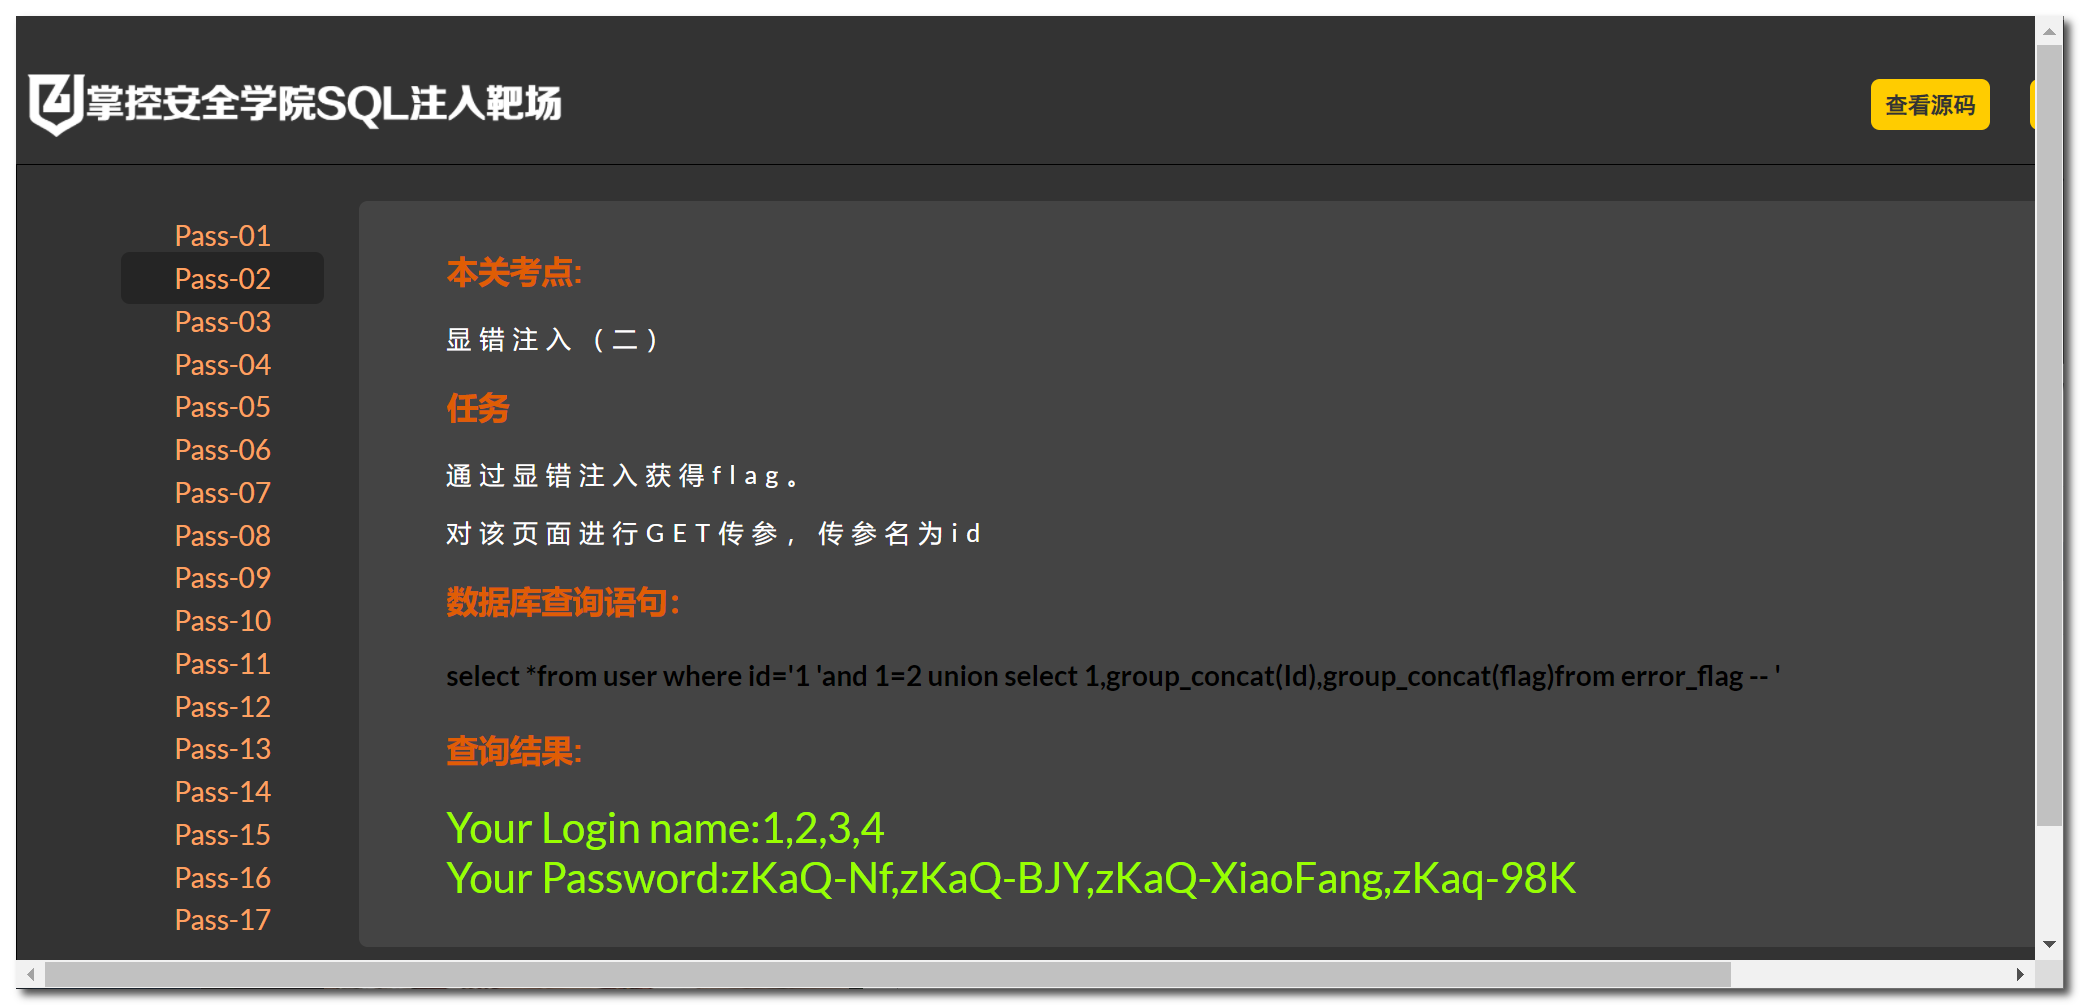 掌控安全学院SQL注入靶场
查看源码
Pass-01
Pass-02
Pass-03
Pass-04
Pass-05
Pass-06
Pass-07
Pass-08
Pass-09
Pass-10
Pass-11
Pass-12
Pass-13
Pass-14
Pass-15
Pass-16
Pass-17
本关考点:
显错注入（二）
任务
通过显错注入获得flag。
对该页面进行GET传参，传参名为id
数据库查询语句：
select *from user where id='1 'and 1=2 union select 1,group_concat(Id),group_concat(flag)from error_flag -- '
查询结果:
Your Login name:1,2,3,4
Your Password:zKaQ-Nf,zKaQ-BJY,zKaQ-XiaoFang,zKaq-98K